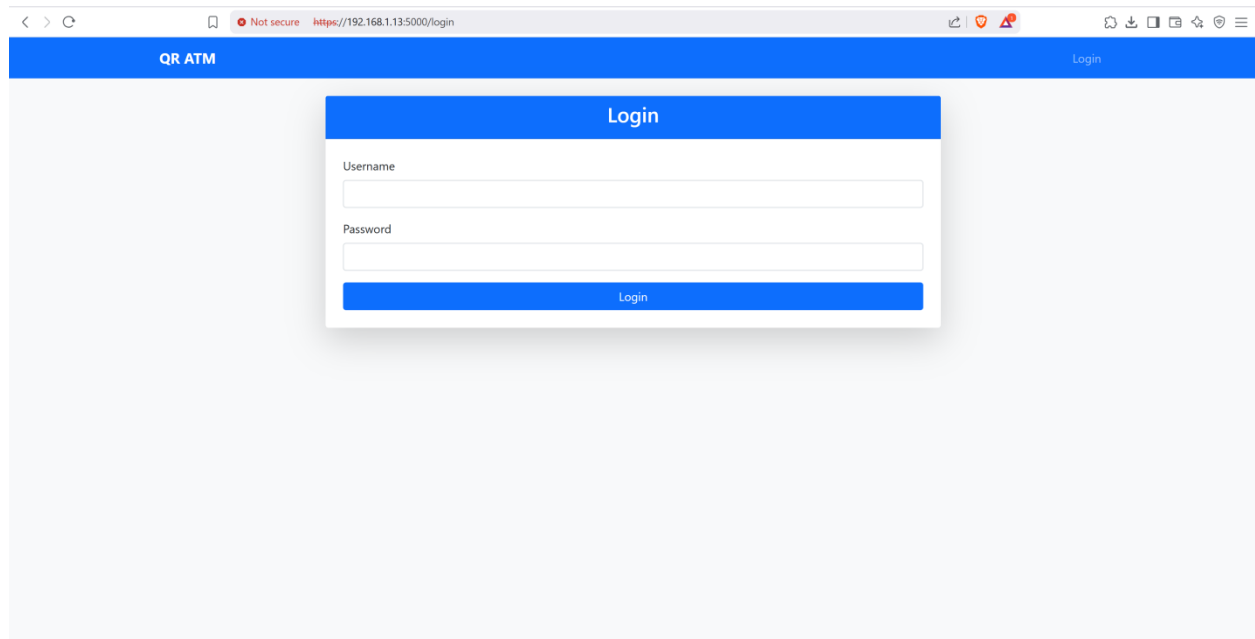 Not secure https://192.168.1.13:5000/login
QR ATM Login
Login
Username
Password
Login